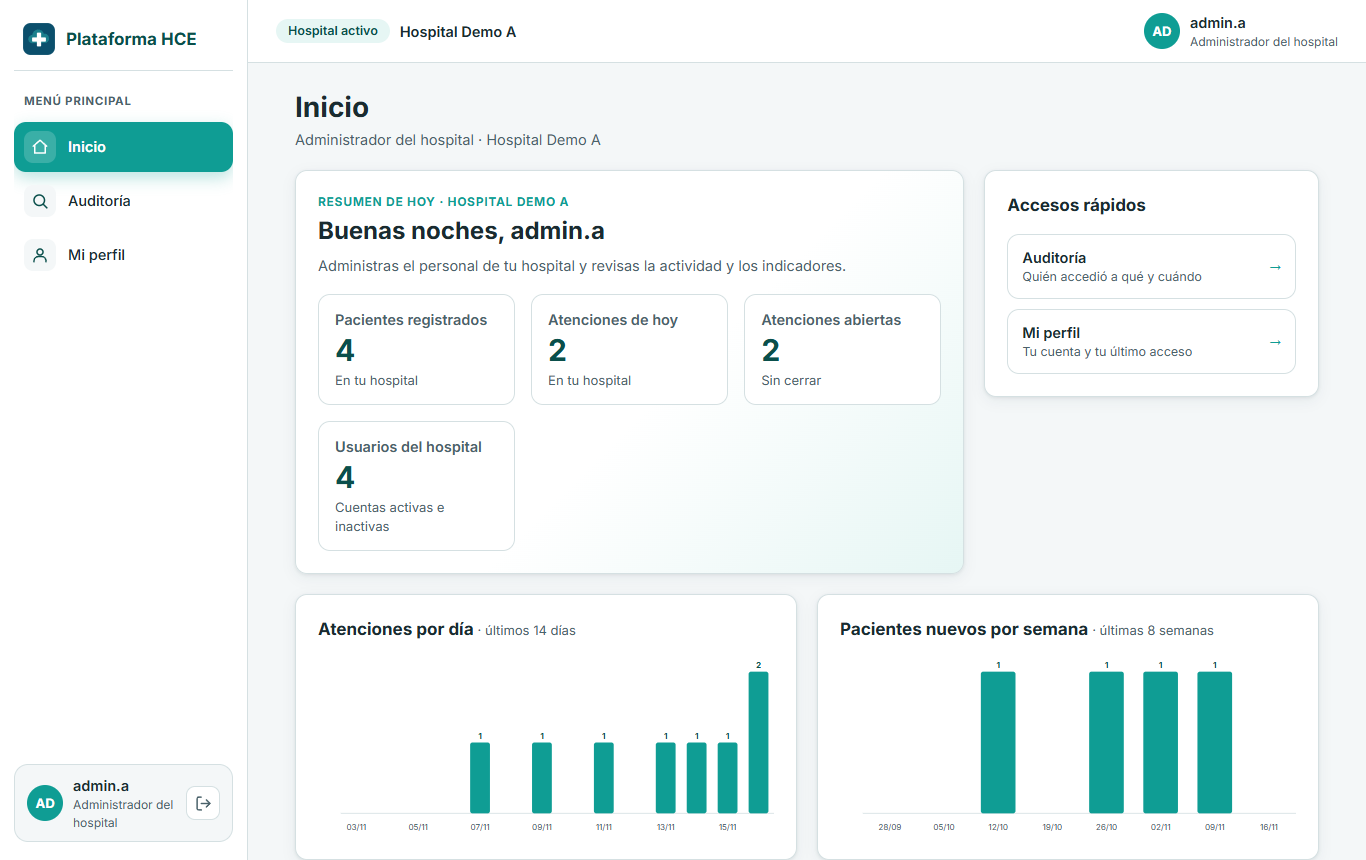 Plataforma HCE
MENÚ PRINCIPAL
Inicio
Auditoría
Mi perfil
AD
admin.a
Administrador del
hospital
Hospital activo
Hospital Demo A
AD
admin.a
Administrador del hospital
Inicio
Administrador del hospital · Hospital Demo A
RESUMEN DE HOY · HOSPITAL DEMO A
Buenas noches, admin.a
Administras el personal de tu hospital y revisas la actividad y los indicadores.
Pacientes registrados
4
En tu hospital
Atenciones de hoy
2
En tu hospital
Atenciones abiertas
2
Sin cerrar
Usuarios del hospital
4
Cuentas activas e
inactivas
Accesos rápidos
Auditoría
Quién accedió a qué y cuándo
→
Mi perfil
Tu cuenta y tu último acceso
→
Atenciones por día · últimos 14 días
1 1 1 1 1 1 2
03/11 05/11 07/11 09/11 11/11 13/11 15/11
Pacientes nuevos por semana · últimas 8 semanas
1 1 1 1
28/09 05/10 12/10 19/10 26/10 02/11 09/11 16/11